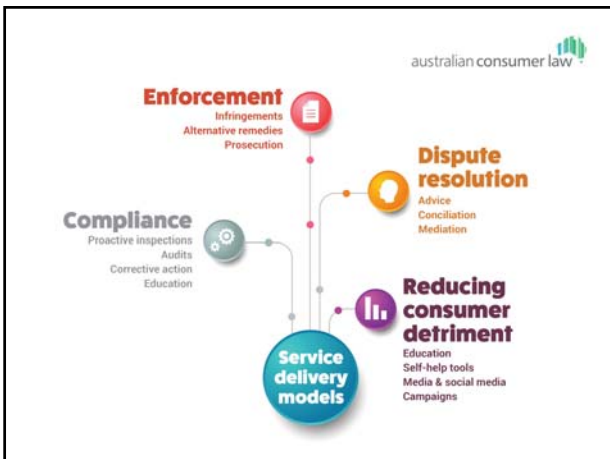 australian consumer law
Enforcement
Infringements
Alternative remedies
Prosecution
Dispute
resolution
Advice
Conciliation
Mediation
Compliance
Proactive inspections
Audits
Corrective action
Education
Reducing
consumer
detriment
Education
Self-help tools
Media & social media
Campaigns
Service
delivery
models